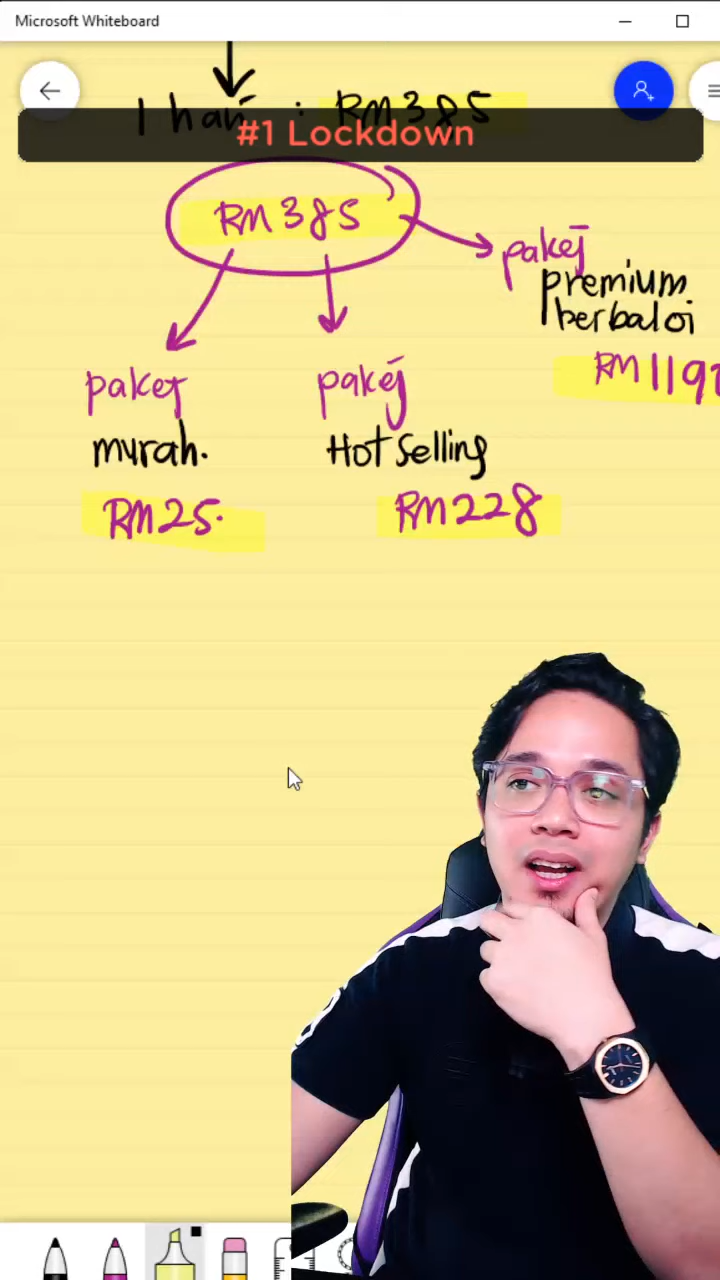 Microsoft Whiteboard
1 hari : RM385
#1 Lockdown
RM385
pakej
premium
berbaloi
pakej
pakej
murah.
Hot Selling
RM25.
RM228